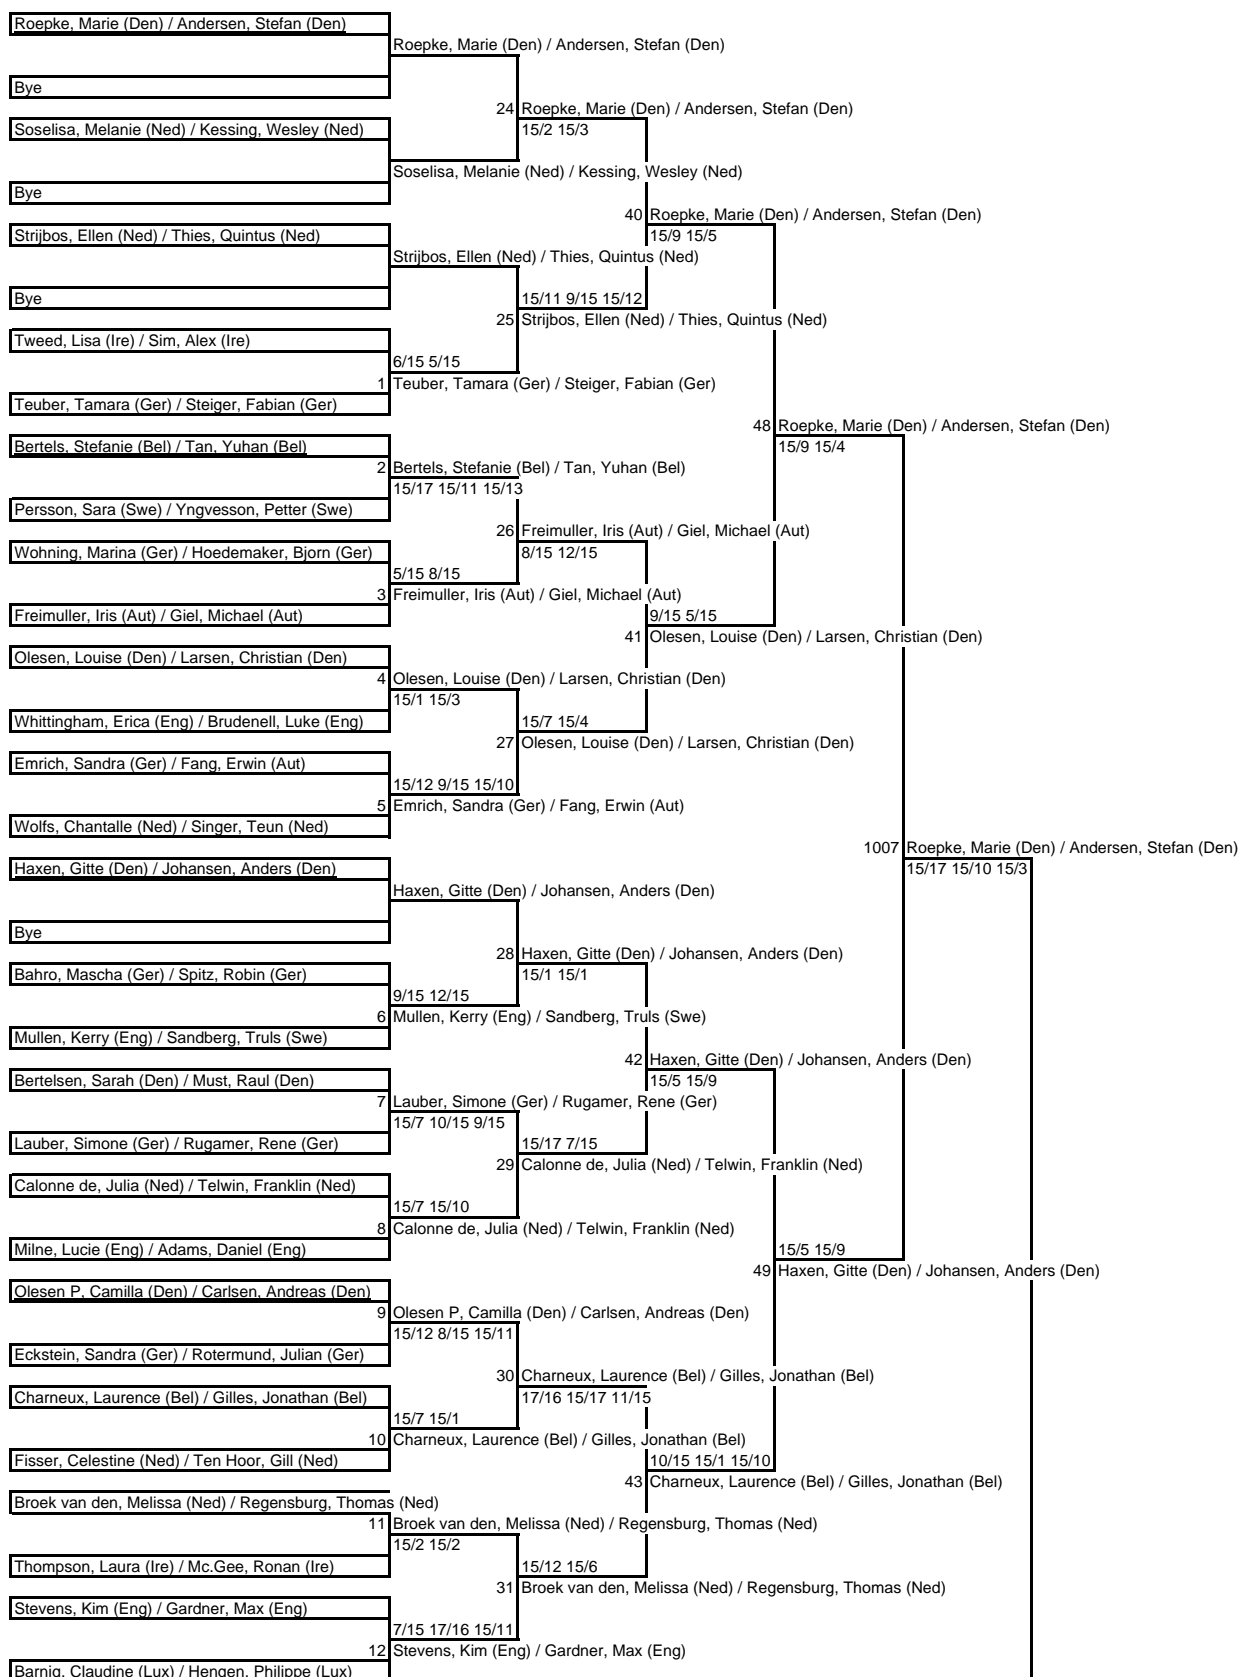 Roepke, Marie (Den) / Andersen, Stefan (Den)
Roepke, Marie (Den) / Andersen, Stefan (Den)
Bye
24 Roepke, Marie (Den) / Andersen, Stefan (Den)
Soselisa, Melanie (Ned) / Kessing, Wesley (Ned)
15/2 15/3
Soselisa, Melanie (Ned) / Kessing, Wesley (Ned)
Bye
40 Roepke, Marie (Den) / Andersen, Stefan (Den)
Strijbos, Ellen (Ned) / Thies, Quintus (Ned)
15/9 15/5
Strijbos, Ellen (Ned) / Thies, Quintus (Ned)
Bye
15/11 9/15 15/12
25 Strijbos, Ellen (Ned) / Thies, Quintus (Ned)
Tweed, Lisa (Ire) / Sim, Alex (Ire)
6/15 5/15
1 Teuber, Tamara (Ger) / Steiger, Fabian (Ger)
Teuber, Tamara (Ger) / Steiger, Fabian (Ger)
48 Roepke, Marie (Den) / Andersen, Stefan (Den)
Bertels, Stefanie (Bel) / Tan, Yuhan (Bel)
15/9 15/4
2 Bertels, Stefanie (Bel) / Tan, Yuhan (Bel)
15/17 15/11 15/13
Persson, Sara (Swe) / Yngvesson, Petter (Swe)
26 Freimuller, Iris (Aut) / Giel, Michael (Aut)
Wohning, Marina (Ger) / Hoedemaker, Bjorn (Ger)
8/15 12/15
5/15 8/15
3 Freimuller, Iris (Aut) / Giel, Michael (Aut)
Freimuller, Iris (Aut) / Giel, Michael (Aut)
9/15 5/15
41 Olesen, Louise (Den) / Larsen, Christian (Den)
Olesen, Louise (Den) / Larsen, Christian (Den)
4 Olesen, Louise (Den) / Larsen, Christian (Den)
15/1 15/3
Whittingham, Erica (Eng) / Brudenell, Luke (Eng)
15/7 15/4
27 Olesen, Louise (Den) / Larsen, Christian (Den)
Emrich, Sandra (Ger) / Fang, Erwin (Aut)
15/12 9/15 15/10
5 Emrich, Sandra (Ger) / Fang, Erwin (Aut)
Wolfs, Chantalle (Ned) / Singer, Teun (Ned)
1007 Roepke, Marie (Den) / Andersen, Stefan (Den)
Haxen, Gitte (Den) / Johansen, Anders (Den)
15/17 15/10 15/3
Haxen, Gitte (Den) / Johansen, Anders (Den)
Bye
28 Haxen, Gitte (Den) / Johansen, Anders (Den)
Bahro, Mascha (Ger) / Spitz, Robin (Ger)
15/1 15/1
9/15 12/15
6 Mullen, Kerry (Eng) / Sandberg, Truls (Swe)
Mullen, Kerry (Eng) / Sandberg, Truls (Swe)
42 Haxen, Gitte (Den) / Johansen, Anders (Den)
Bertelsen, Sarah (Den) / Must, Raul (Den)
15/5 15/9
7 Lauber, Simone (Ger) / Rugamer, Rene (Ger)
15/7 10/15 9/15
Lauber, Simone (Ger) / Rugamer, Rene (Ger)
15/17 7/15
29 Calonne de, Julia (Ned) / Telwin, Franklin (Ned)
Calonne de, Julia (Ned) / Telwin, Franklin (Ned)
15/7 15/10
8 Calonne de, Julia (Ned) / Telwin, Franklin (Ned)
Milne, Lucie (Eng) / Adams, Daniel (Eng)
15/5 15/9
49 Haxen, Gitte (Den) / Johansen, Anders (Den)
Olesen P, Camilla (Den) / Carlsen, Andreas (Den)
9 Olesen P, Camilla (Den) / Carlsen, Andreas (Den)
15/12 8/15 15/11
Eckstein, Sandra (Ger) / Rotermund, Julian (Ger)
30 Charneux, Laurence (Bel) / Gilles, Jonathan (Bel)
Charneux, Laurence (Bel) / Gilles, Jonathan (Bel)
17/16 15/17 11/15
15/7 15/1
10 Charneux, Laurence (Bel) / Gilles, Jonathan (Bel)
Fisser, Celestine (Ned) / Ten Hoor, Gill (Ned)
10/15 15/1 15/10
43 Charneux, Laurence (Bel) / Gilles, Jonathan (Bel)
Broek van den, Melissa (Ned) / Regensburg, Thomas (Ned)
11 Broek van den, Melissa (Ned) / Regensburg, Thomas (Ned)
15/2 15/2
Thompson, Laura (Ire) / Mc.Gee, Ronan (Ire)
15/12 15/6
31 Broek van den, Melissa (Ned) / Regensburg, Thomas (Ned)
Stevens, Kim (Eng) / Gardner, Max (Eng)
7/15 17/16 15/11
12 Stevens, Kim (Eng) / Gardner, Max (Eng)
Barnig, Claudine (Lux) / Hengen, Philippe (Lux)